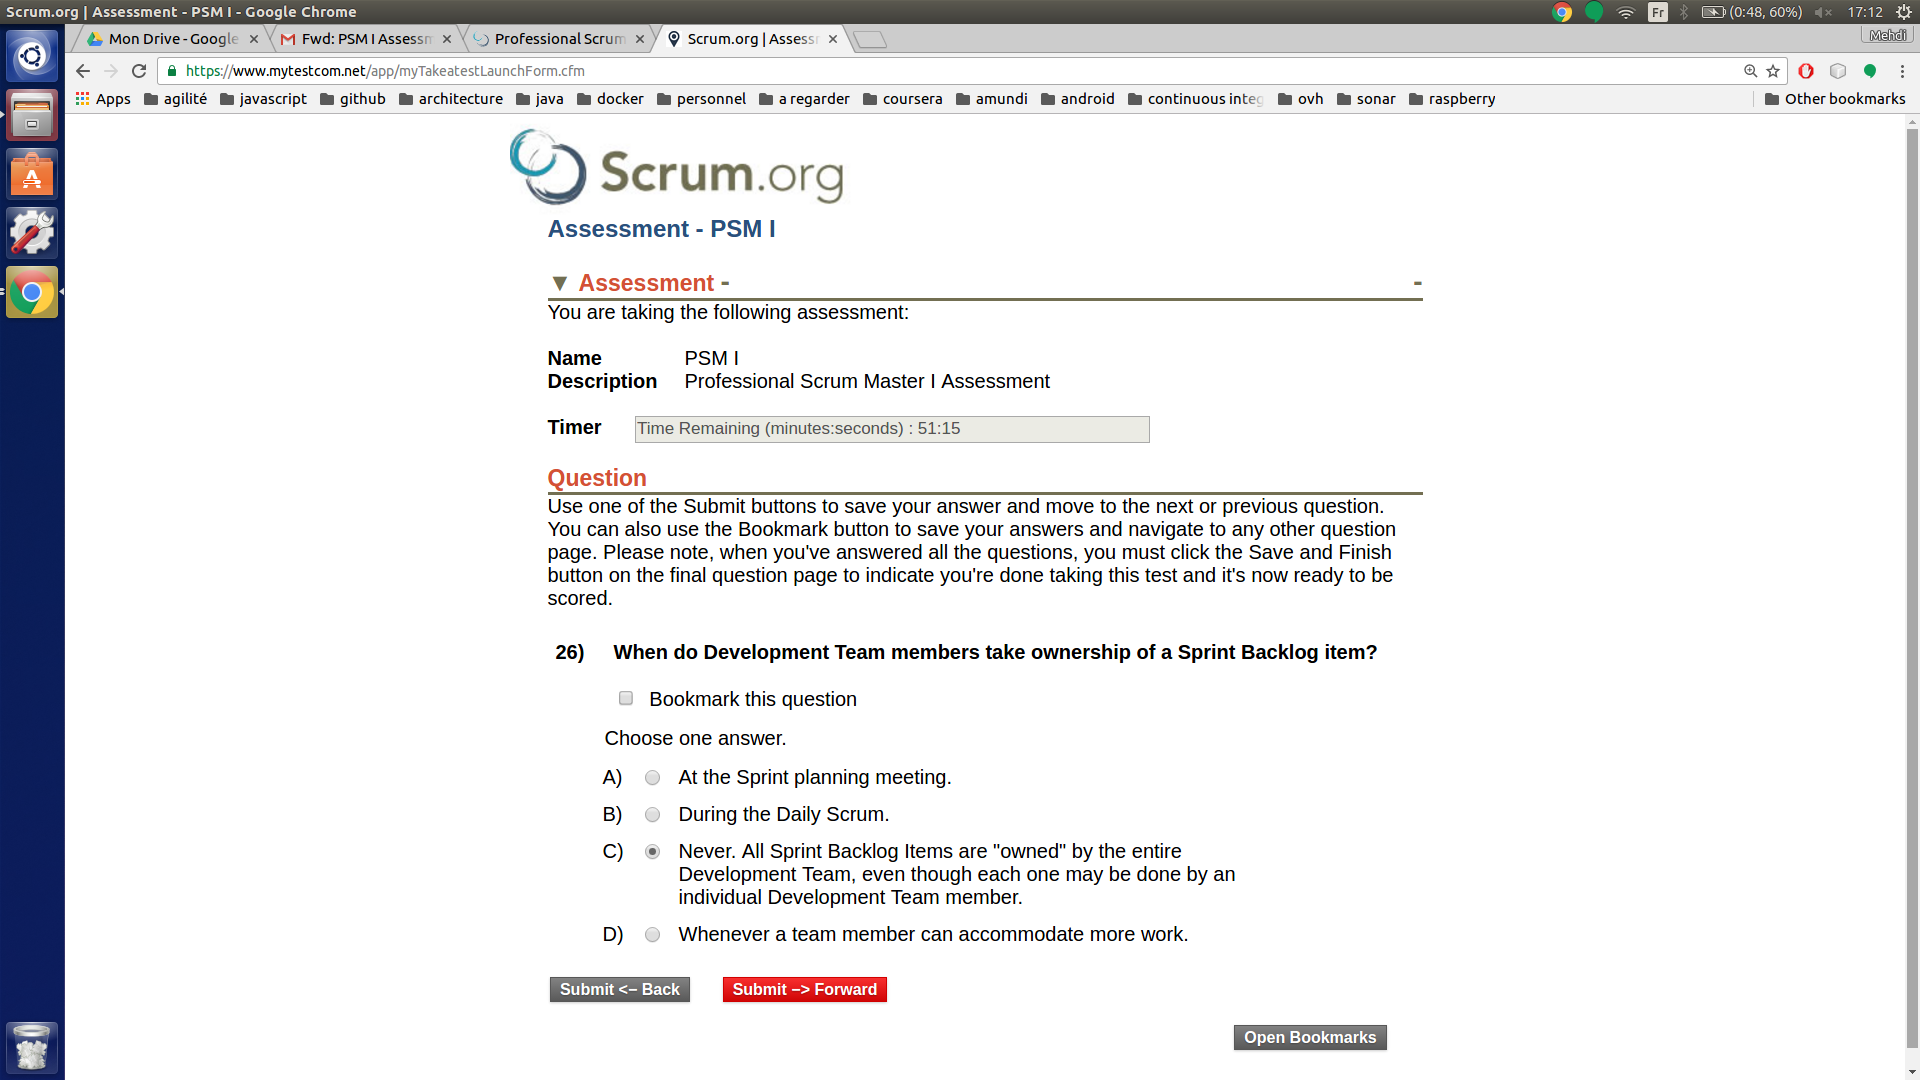 Scrum.org | Assessment - PSM I - Google Chrome
Fr
(0:48, 60%)
17:12
Mon Drive - Google
Fwd: PSM I Assessm
Professional Scrum
Scrum.org | Assessm
Mehdi
https://www.mytestcom.net/app/myTakeatestLaunchForm.cfm
Apps agilité javascript github architecture java docker personnel a regarder coursera amundi android continuous integ ovh sonar raspberry Other bookmarks
Scrum.org
Assessment - PSM I
▼ Assessment - -
You are taking the following assessment:
Name PSM I
Description Professional Scrum Master I Assessment
Timer Time Remaining (minutes:seconds) : 51:15
Question
Use one of the Submit buttons to save your answer and move to the next or previous question.
You can also use the Bookmark button to save your answers and navigate to any other question
page. Please note, when you've answered all the questions, you must click the Save and Finish
button on the final question page to indicate you're done taking this test and it's now ready to be
scored.
26) When do Development Team members take ownership of a Sprint Backlog item?
Bookmark this question
Choose one answer.
A) At the Sprint planning meeting.
B) During the Daily Scrum.
C) Never. All Sprint Backlog Items are "owned" by the entire
Development Team, even though each one may be done by an
individual Development Team member.
D) Whenever a team member can accommodate more work.
Submit <– Back Submit –> Forward
Open Bookmarks